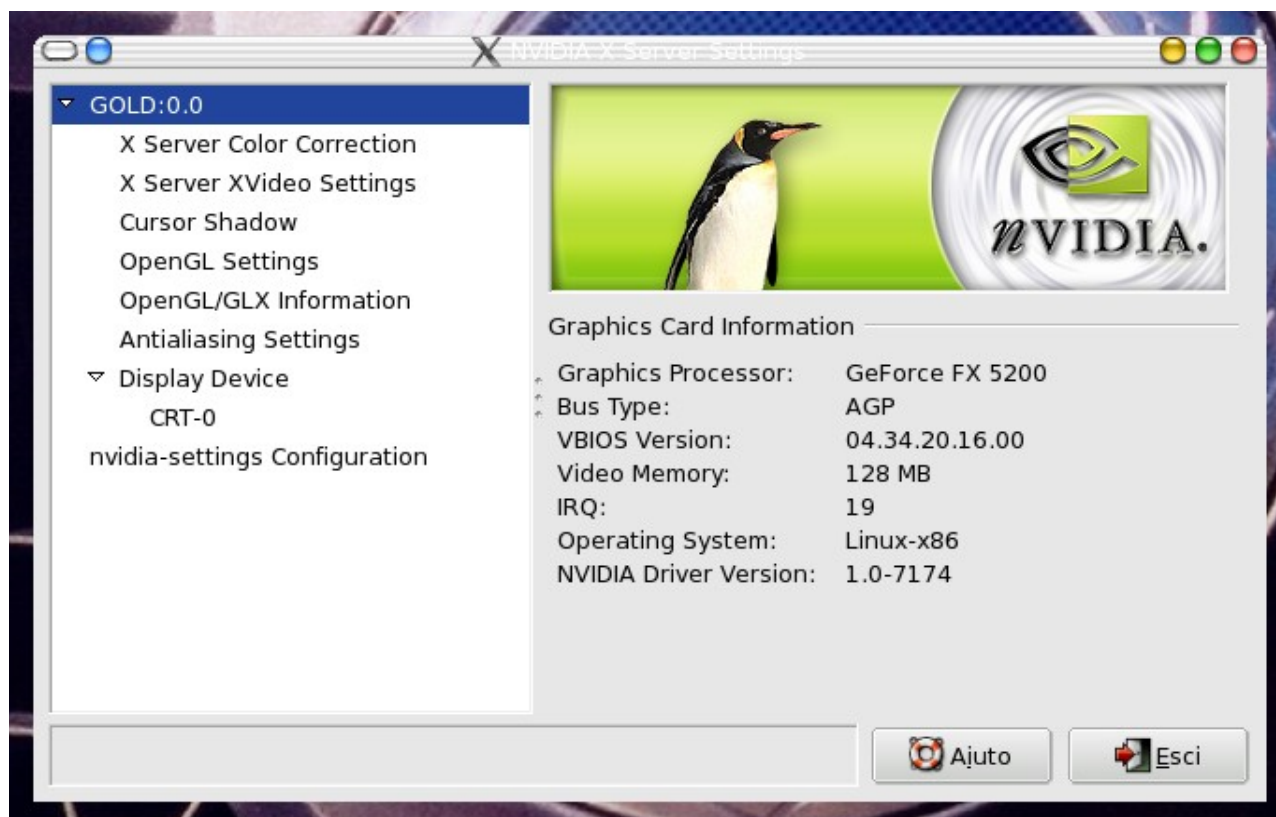 NVIDIA X Server Settings
GOLD:0.0
X Server Color Correction
X Server XVideo Settings
Cursor Shadow
OpenGL Settings
OpenGL/GLX Information
Antialiasing Settings
Display Device
CRT-0
nvidia-settings Configuration
nVIDIA.
Graphics Card Information
Graphics Processor: GeForce FX 5200
Bus Type: AGP
VBIOS Version: 04.34.20.16.00
Video Memory: 128 MB
IRQ: 19
Operating System: Linux-x86
NVIDIA Driver Version: 1.0-7174
Aiuto
Esci